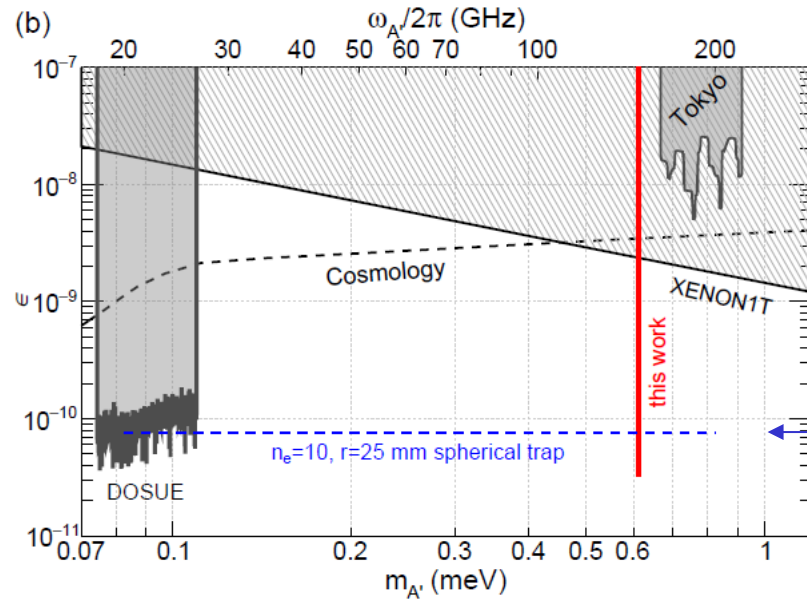 (b)
ω_A'/2π (GHz)
20 30 40 50 60 70 100 200
10⁻⁷
10⁻⁸
10⁻⁹
10⁻¹⁰
10⁻¹¹
ϵ
Tokyo
Cosmology
XENON1T
this work
nₑ=10, r=25 mm spherical trap
DOSUE
0.07 0.1 0.2 0.3 0.4 0.5 0.6 1
m_A' (meV)